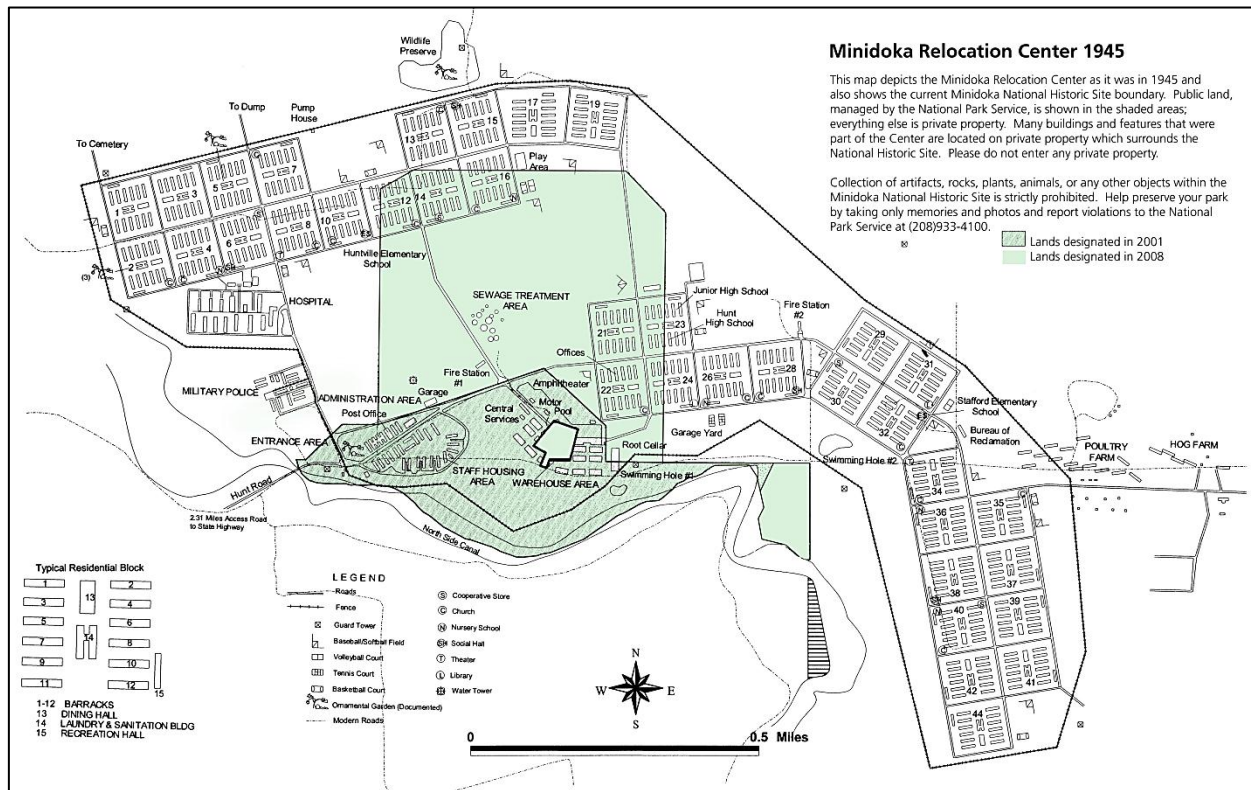 Minidoka Relocation Center 1945
This map depicts the Minidoka Relocation Center as it was in 1945 and
also shows the current Minidoka National Historic Site boundary. Public land,
managed by the National Park Service, is shown in the shaded areas;
everything else is private property. Many buildings and features that were
part of the Center are located on private property which surrounds the
National Historic Site. Please do not enter any private property.
Collection of artifacts, rocks, plants, animals, or any other objects within the
Minidoka National Historic Site is strictly prohibited. Help preserve your park
by taking only memories and photos and report violations to the National
Park Service at (208)933-4100.
Lands designated in 2001
Lands designated in 2008
Wildlife
Preserve
To Dump
Pump
House
To Cemetery
17
19
13
15
Play
Area
1
3
5
7
2
4
6
8
10
12
14
16
(3)
Huntville Elementary
School
HOSPITAL
SEWAGE TREATMENT
AREA
Junior High School
Hunt
High School
Fire Station
#2
21
23
Offices
22
24
26
28
29
31
30
32
Stafford Elementary
School
Bureau of
Reclamation
POULTRY
FARM
HOG FARM
MILITARY POLICE
Fire Station
#1
Garage
ADMINISTRATION AREA
Post Office
Amphitheater
Motor
Pool
Central
Services
ENTRANCE AREA
STAFF HOUSING
AREA
WAREHOUSE AREA
Root Cellar
Garage Yard
Swimming Hole #1
Swimming Hole #2
Hunt Road
2.31 Miles Access Road
to State Highway
North Side Canal
34
35
36
37
38
39
40
41
42
44
Typical Residential Block
1
2
3
4
5
6
7
8
9
10
11
12
13
14
15
1-12 BARRACKS
13 DINING HALL
14 LAUNDRY & SANITATION BLDG
15 RECREATION HALL
LEGEND
Roads
Fence
Guard Tower
Baseball/Softball Field
Volleyball Court
Tennis Court
Basketball Court
Ornamental Garden (Documented)
Modern Roads
S Cooperative Store
C Church
N Nursery School
SH Social Hall
T Theater
L Library
Water Tower
N
W E
S
0 0.5 Miles